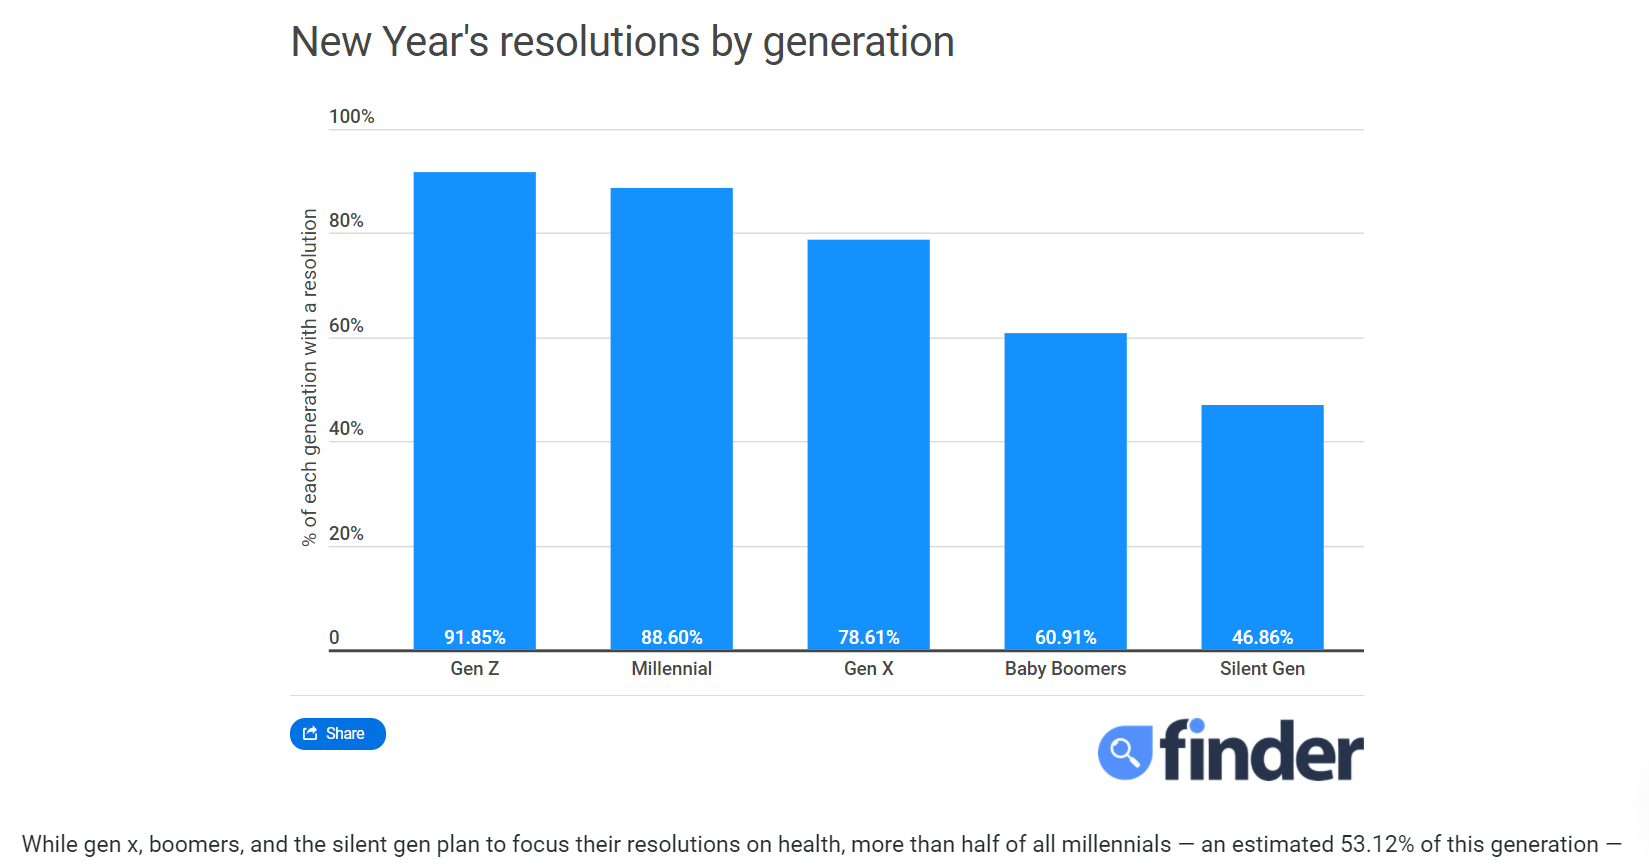 New Year's resolutions by generation
100%
80%
60%
40%
20%
0
% of each generation with a resolution
91.85% 88.60% 78.61% 60.91% 46.86%
Gen Z Millennial Gen X Baby Boomers Silent Gen
Share
finder
While gen x, boomers, and the silent gen plan to focus their resolutions on health, more than half of all millennials — an estimated 53.12% of this generation —